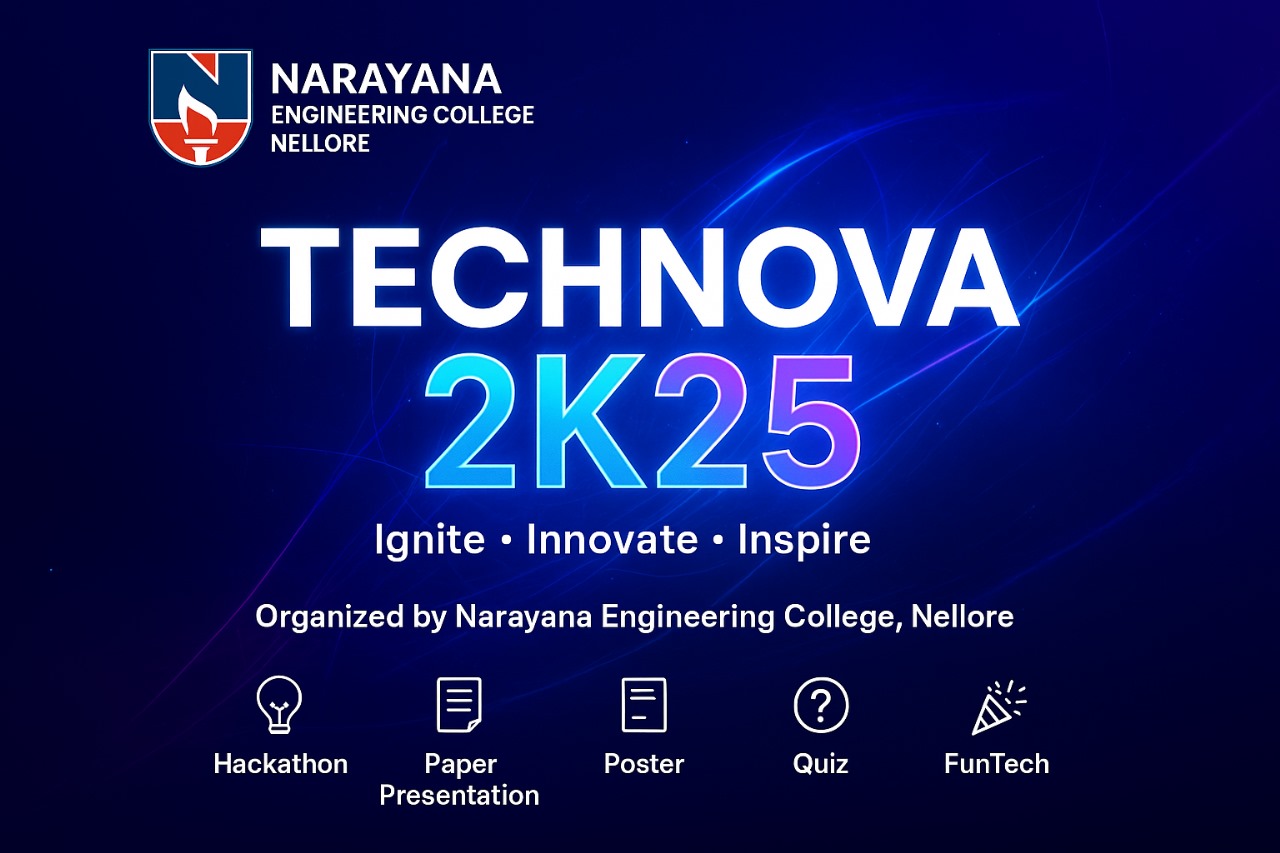 NARAYANA
ENGINEERING COLLEGE
NELLORE
TECHNOVA
2K25
Ignite • Innovate • Inspire
Organized by Narayana Engineering College, Nellore
Hackathon
Paper
Presentation
Poster
Quiz
FunTech